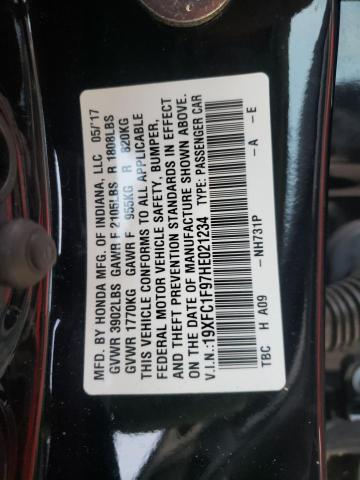 MFD. BY HONDA MFG. OF INDIANA, LLC 05/'17
GVWR 3902LBS GAWR F 2105LBS R 1808LBS
GVWR 1770KG GAWR F 955KG R 820KG
THIS VEHICLE CONFORMS TO ALL APPLICABLE
FEDERAL MOTOR VEHICLE SAFETY, BUMPER,
AND THEFT PREVENTION STANDARDS IN EFFECT
ON THE DATE OF MANUFACTURE SHOWN ABOVE.
V.I.N.:19XFC1F97HE021234 TYPE: PASSENGER CAR
TBC H A09 -NH731P -A -E